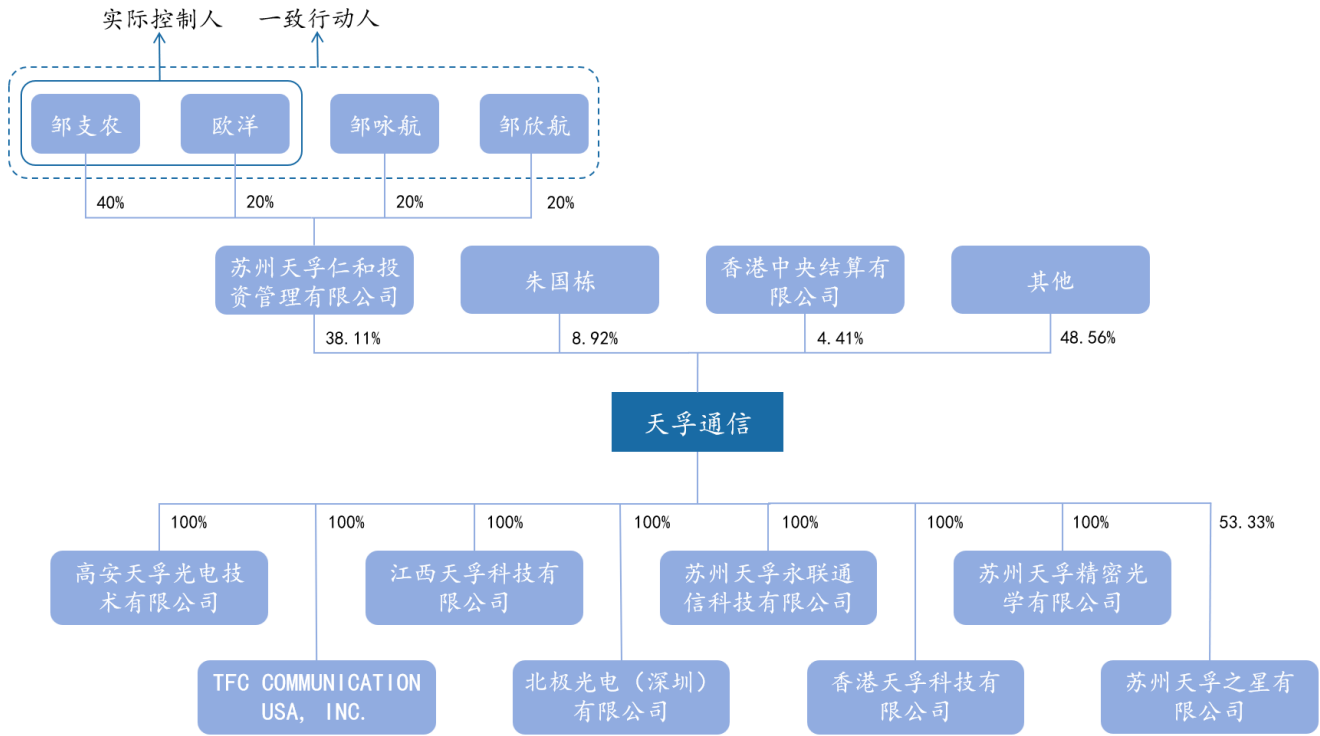 实际控制人 一致行动人
邹支农 欧洋 邹咏航 邹欣航
40% 20% 20% 20%
苏州天孚仁和投
资管理有限公司
朱国栋
香港中央结算有
限公司
其他
38.11% 8.92% 4.41% 48.56%
天孚通信
100% 100% 100% 100% 100% 100% 100% 53.33%
高安天孚光电技
术有限公司
江西天孚科技有
限公司
苏州天孚永联通
信科技有限公司
苏州天孚精密光
学有限公司
TFC COMMUNICATION
USA, INC.
北极光电（深圳）
有限公司
香港天孚科技有
限公司
苏州天孚之星有
限公司